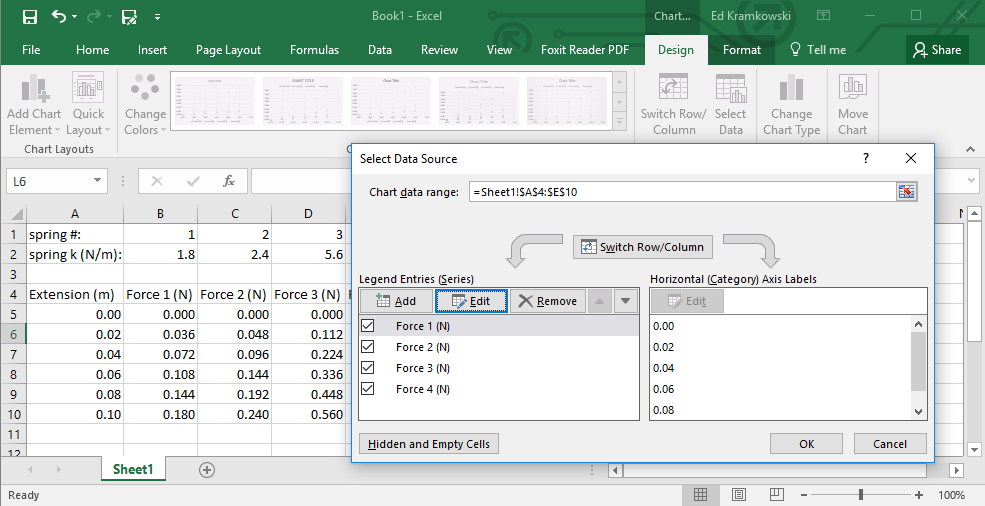 Book1 - Excel
Chart...
Ed Kramkowski
File Home Insert Page Layout Formulas Data Review View Foxit Reader PDF Design Format Tell me Share
Add Chart Element
Quick Layout
Change Colors
Switch Row/ Column
Select Data
Change Chart Type
Move Chart
Chart Layouts
L6
fx
A B C D
1 spring #: 1 2 3
2 spring k (N/m): 1.8 2.4 5.6
3
4 Extension (m) Force 1 (N) Force 2 (N) Force 3 (N)
5 0.00 0.000 0.000 0.000
6 0.02 0.036 0.048 0.112
7 0.04 0.072 0.096 0.224
8 0.06 0.108 0.144 0.336
9 0.08 0.144 0.192 0.448
10 0.10 0.180 0.240 0.560
11
12
Select Data Source
? 
Chart data range: =Sheet1!$A$4:$E$10
Switch Row/Column
Legend Entries (Series)
Add Edit Remove
Force 1 (N)
Force 2 (N)
Force 3 (N)
Force 4 (N)
Horizontal (Category) Axis Labels
Edit
0.00
0.02
0.04
0.06
0.08
Hidden and Empty Cells
OK Cancel
Sheet1
Ready
100%